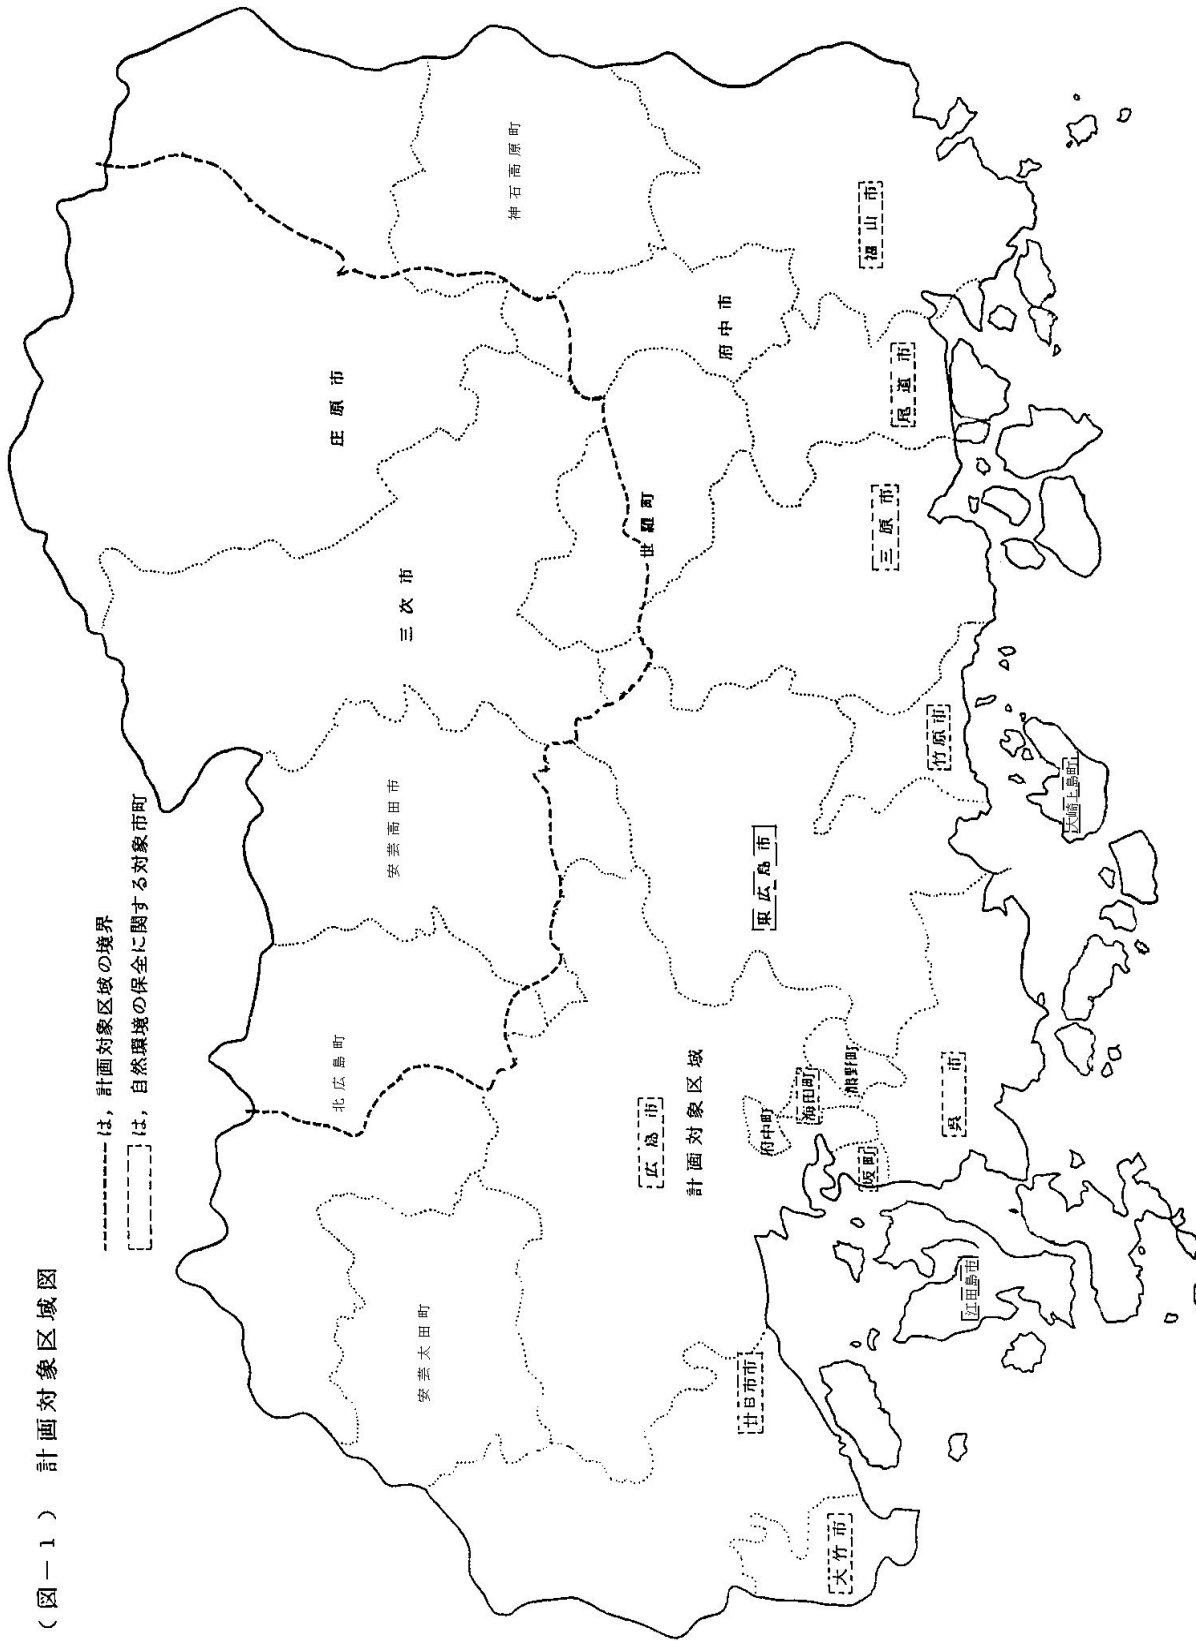 (図－1) 計画対象区域図
は,計画対象区域の境界
は,自然環境の保全に関する対象市町
神石高原町
福山市
庄原市
府中市
尾道市
世羅町
三原市
三次市
竹原市
大崎上島町
安芸高田市
東広島市
北広島町
広島市
計画対象区域
府中町
海田町
熊野町
坂町
呉市
安芸太田町
江田島市
廿日市市
大竹市